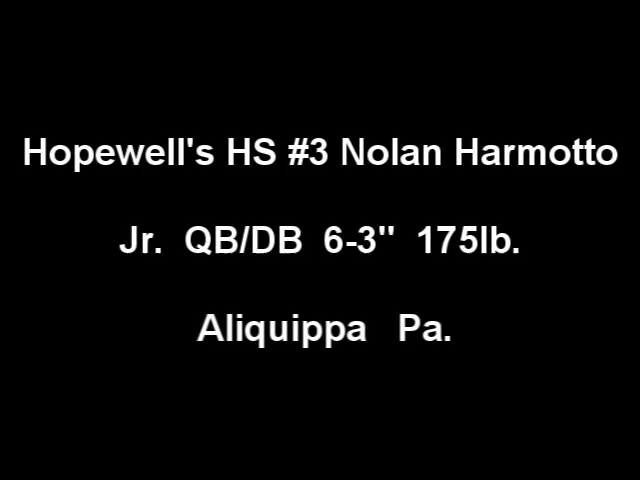 Hopewell's HS #3 Nolan Harmotto
Jr. QB/DB 6-3" 175lb.
Aliquippa Pa.